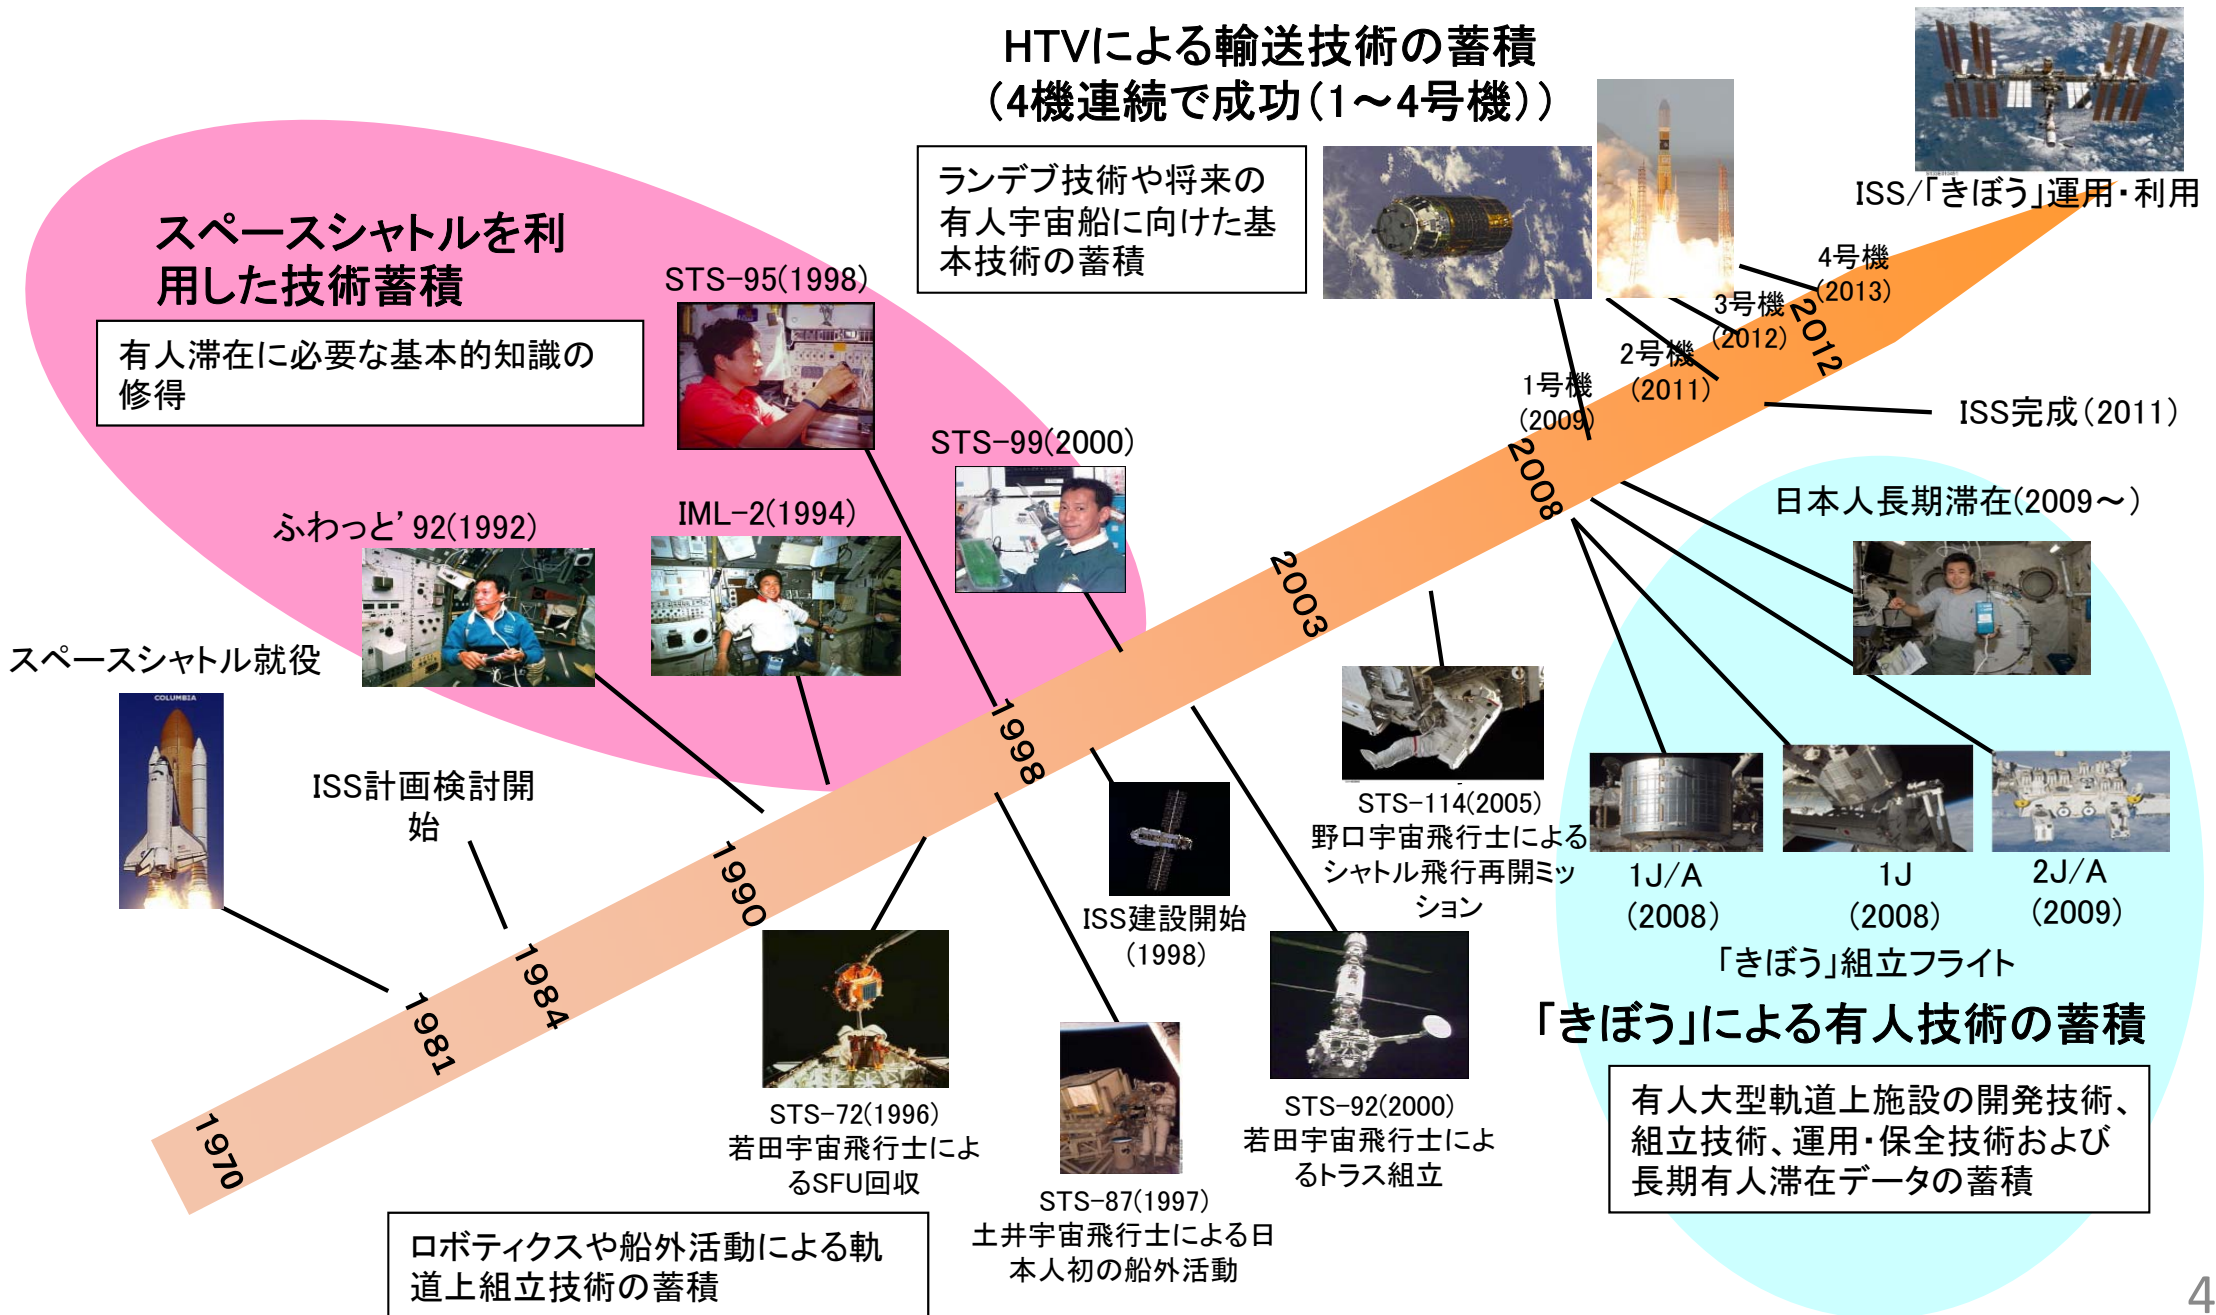 HTVによる輸送技術の蓄積
（4機連続で成功（1～4号機））
ランデブ技術や将来の
有人宇宙船に向けた基
本技術の蓄積
ISS/「きぼう」運用・利用
スペースシャトルを利
用した技術蓄積
有人滞在に必要な基本的知識の
修得
STS-95(1998)
STS-99(2000)
ふわっと’92(1992)
IML-2(1994)
4号機
(2013)
3号機
(2012)
2号機
(2011)
1号機
(2009)
ISS完成（2011）
日本人長期滞在(2009～)
スペースシャトル就役
COLUMBIA
ISS計画検討開
始
1970
1981
1984
1990
1998
2003
2008
2012
STS-72(1996)
若田宇宙飛行士によ
るSFU回収
STS-87(1997)
土井宇宙飛行士による日
本人初の船外活動
ISS建設開始
(1998)
STS-92(2000)
若田宇宙飛行士によ
るトラス組立
STS-114(2005)
野口宇宙飛行士による
シャトル飛行再開ミッ
ション
1J/A
(2008)
1J
(2008)
2J/A
(2009)
「きぼう」組立フライト
「きぼう」による有人技術の蓄積
有人大型軌道上施設の開発技術、
組立技術、運用・保全技術および
長期有人滞在データの蓄積
ロボティクスや船外活動による軌
道上組立技術の蓄積
4